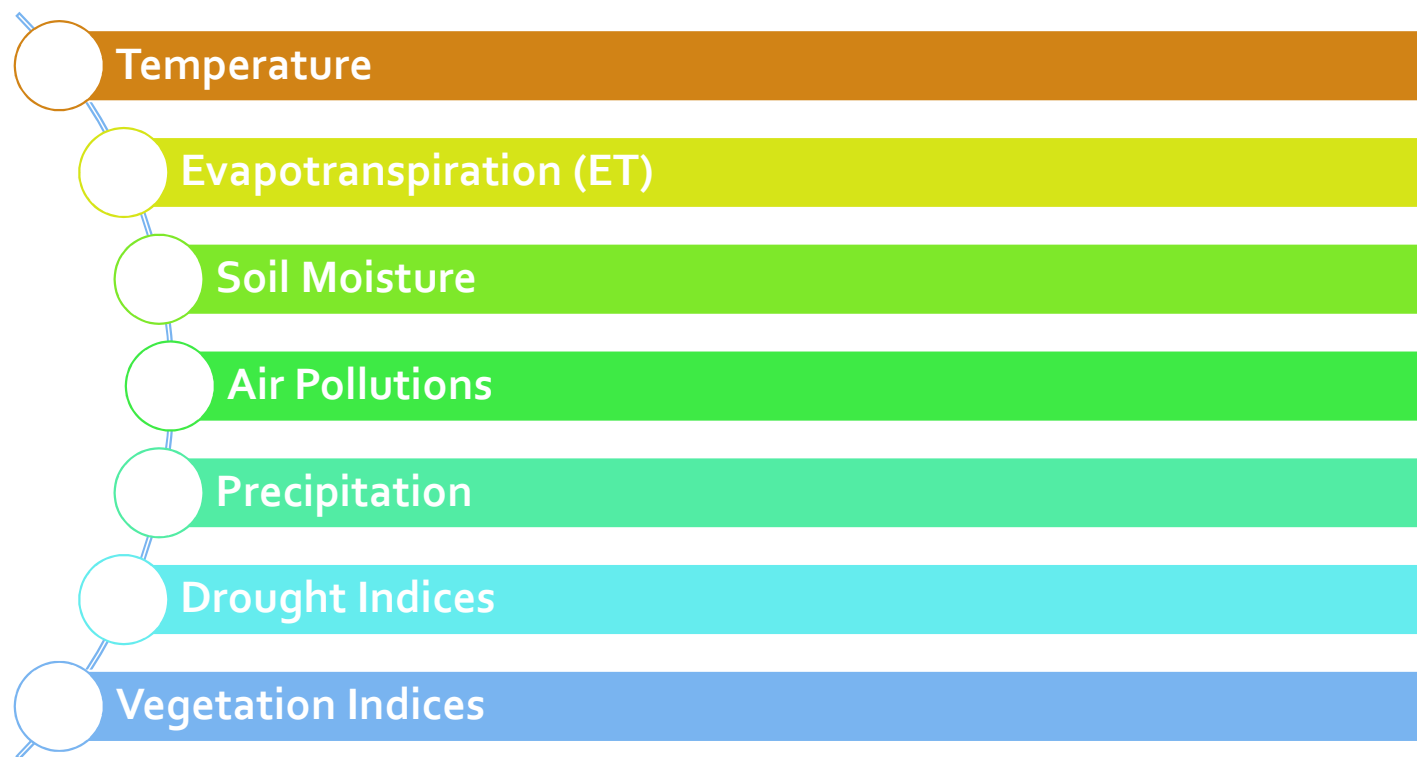 Temperature
Evapotranspiration (ET)
Soil Moisture
Air Pollutions
Precipitation
Drought Indices
Vegetation Indices